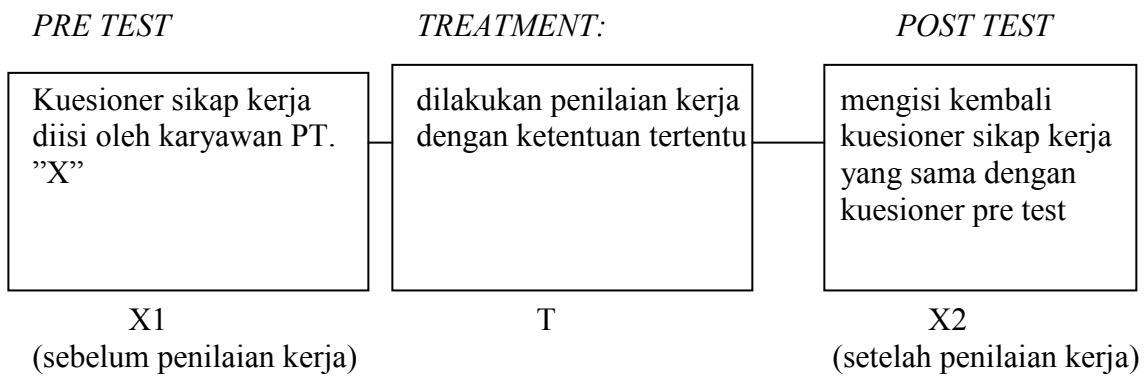 PRE TEST
TREATMENT:
POST TEST
Kuesioner sikap kerja
diisi oleh karyawan PT.
”X”
dilakukan penilaian kerja
dengan ketentuan tertentu
mengisi kembali
kuesioner sikap kerja
yang sama dengan
kuesioner pre test
X1
(sebelum penilaian kerja)
T
X2
(setelah penilaian kerja)